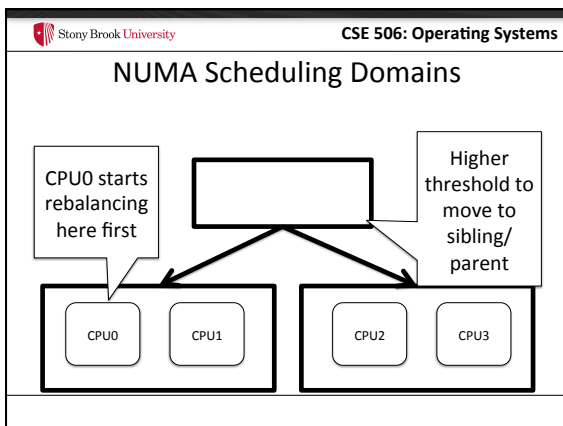 Stony Brook University
CSE 506: Operating Systems
NUMA Scheduling Domains
CPU0 starts
rebalancing
here first
Higher
threshold to
move to
sibling/
parent
CPU0
CPU1
CPU2
CPU3